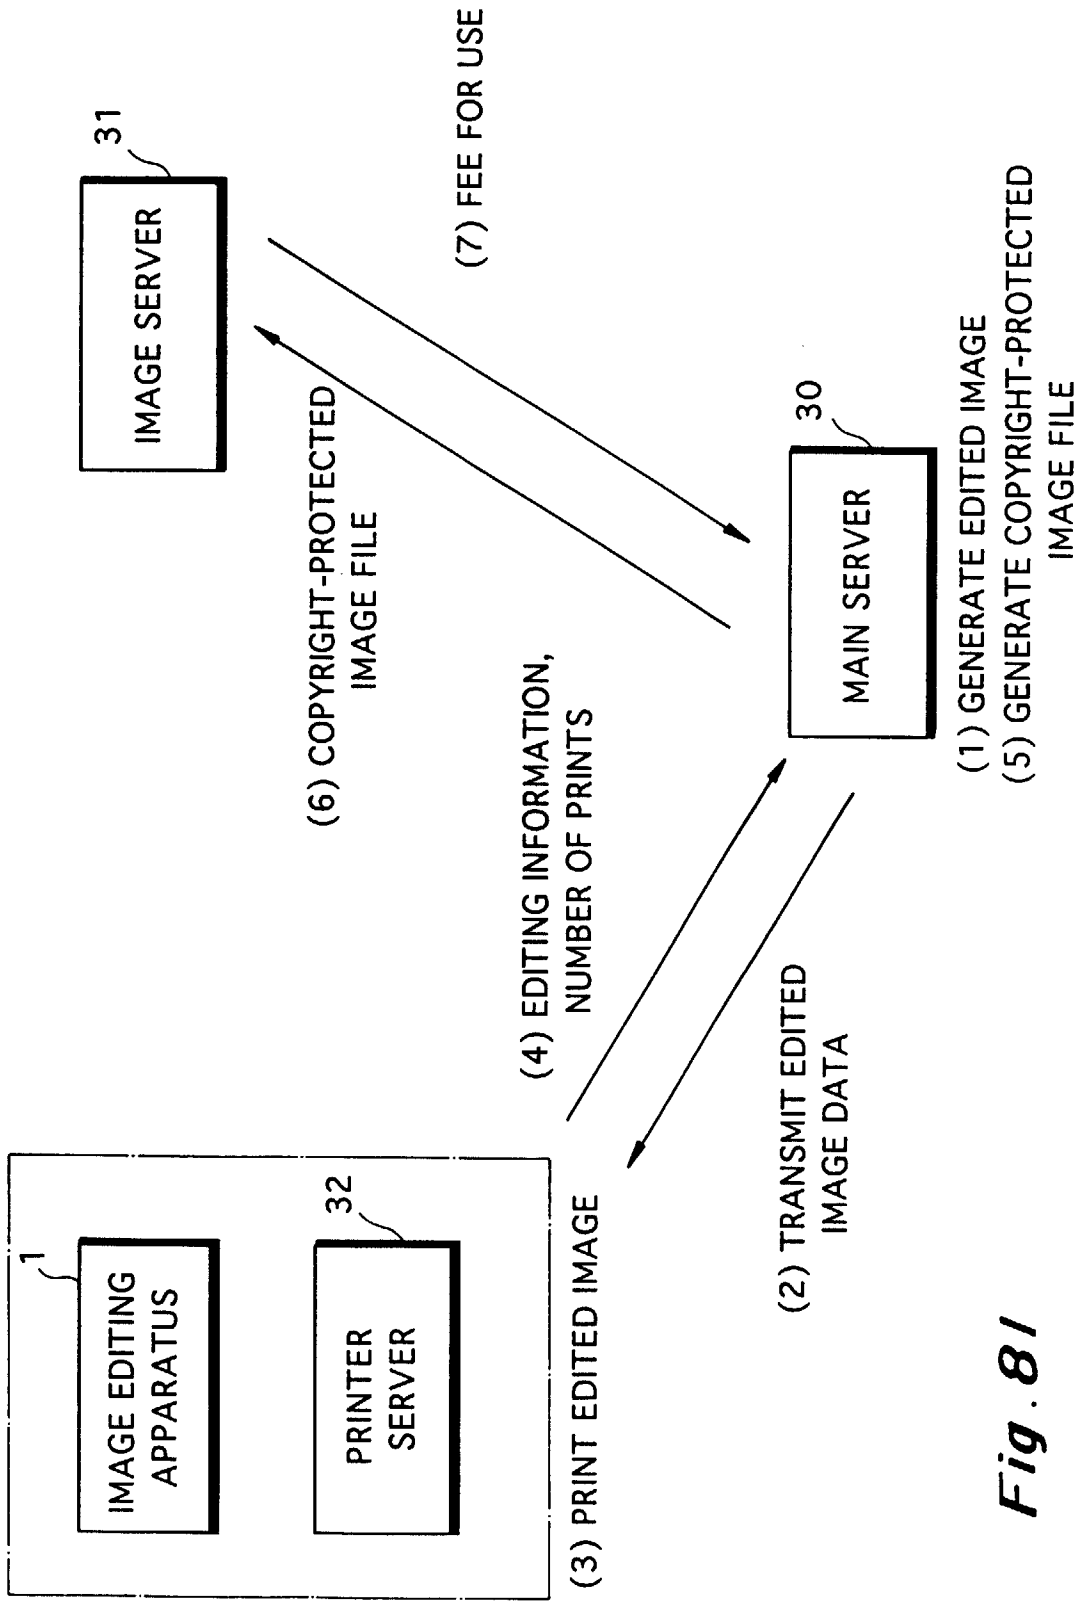 1
IMAGE EDITING
APPARATUS
32
PRINTER
SERVER
(3) PRINT EDITED IMAGE
(4) EDITING INFORMATION,
NUMBER OF PRINTS
(2) TRANSMIT EDITED
IMAGE DATA
31
IMAGE SERVER
(6) COPYRIGHT-PROTECTED
IMAGE FILE
(7) FEE FOR USE
30
MAIN SERVER
(1) GENERATE EDITED IMAGE
(5) GENERATE COPYRIGHT-PROTECTED
IMAGE FILE
Fig. 81